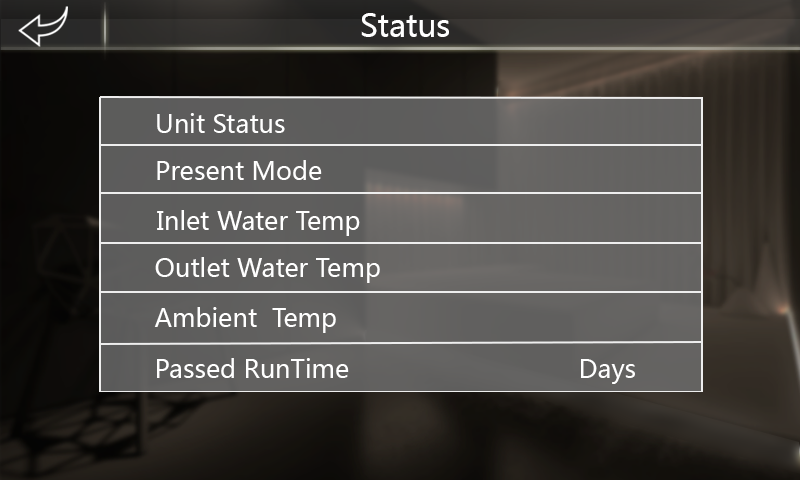 Status
Unit Status
Present Mode
Inlet Water Temp
Outlet Water Temp
Ambient  Temp
Passed RunTime Days